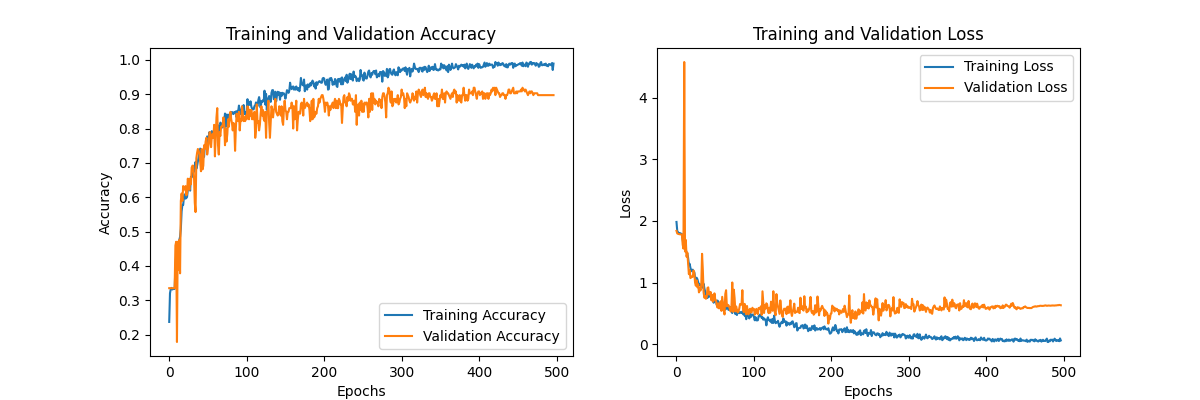 Training and Validation Accuracy
1.0
0.9
0.8
0.7
0.6
0.5
0.4
0.3
0.2
Accuracy
Training Accuracy
Validation Accuracy
0 100 200 300 400 500
Epochs
Training and Validation Loss
4
3
2
1
0
Loss
Training Loss
Validation Loss
0 100 200 300 400 500
Epochs